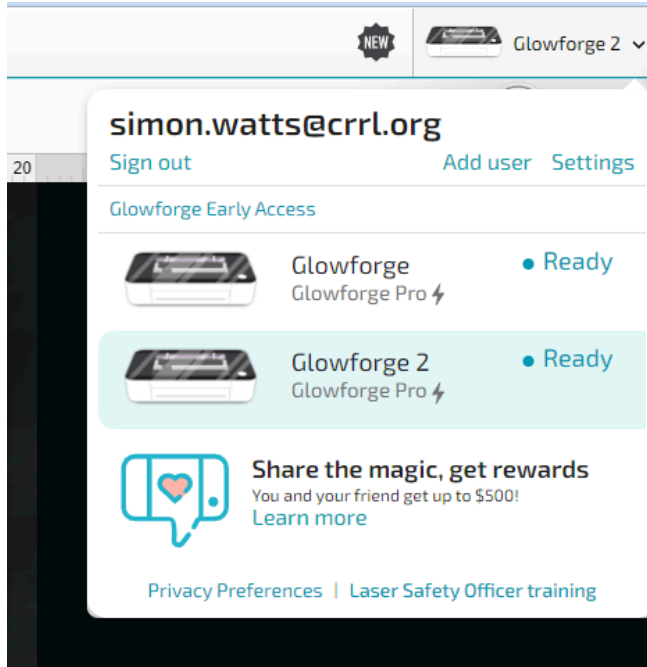 NEW
Glowforge 2
20
simon.watts@crrl.org
Sign out Add user Settings
Glowforge Early Access
Glowforge Ready
Glowforge Pro
Glowforge 2 Ready
Glowforge Pro
Share the magic, get rewards
You and your friend get up to $500!
Learn more
Privacy Preferences | Laser Safety Officer training